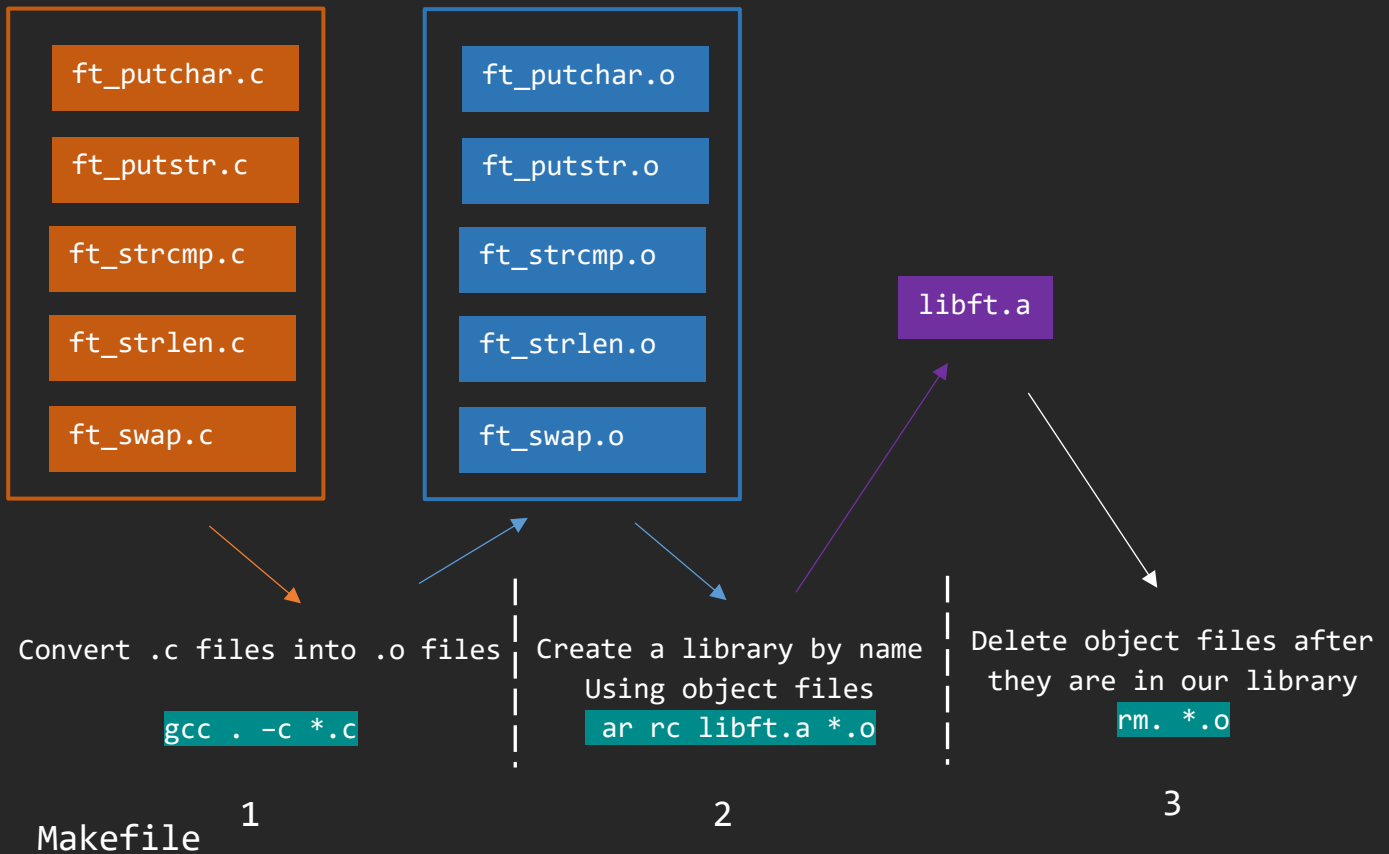 ft_putchar.c
ft_putstr.c
ft_strcmp.c
ft_strlen.c
ft_swap.c
ft_putchar.o
ft_putstr.o
ft_strcmp.o
ft_strlen.o
ft_swap.o
libft.a
Convert .c files into .o files
gcc . –c *.c
1
Create a library by name
Using object files
ar rc libft.a *.o
2
Delete object files after
they are in our library
rm. *.o
3
Makefile